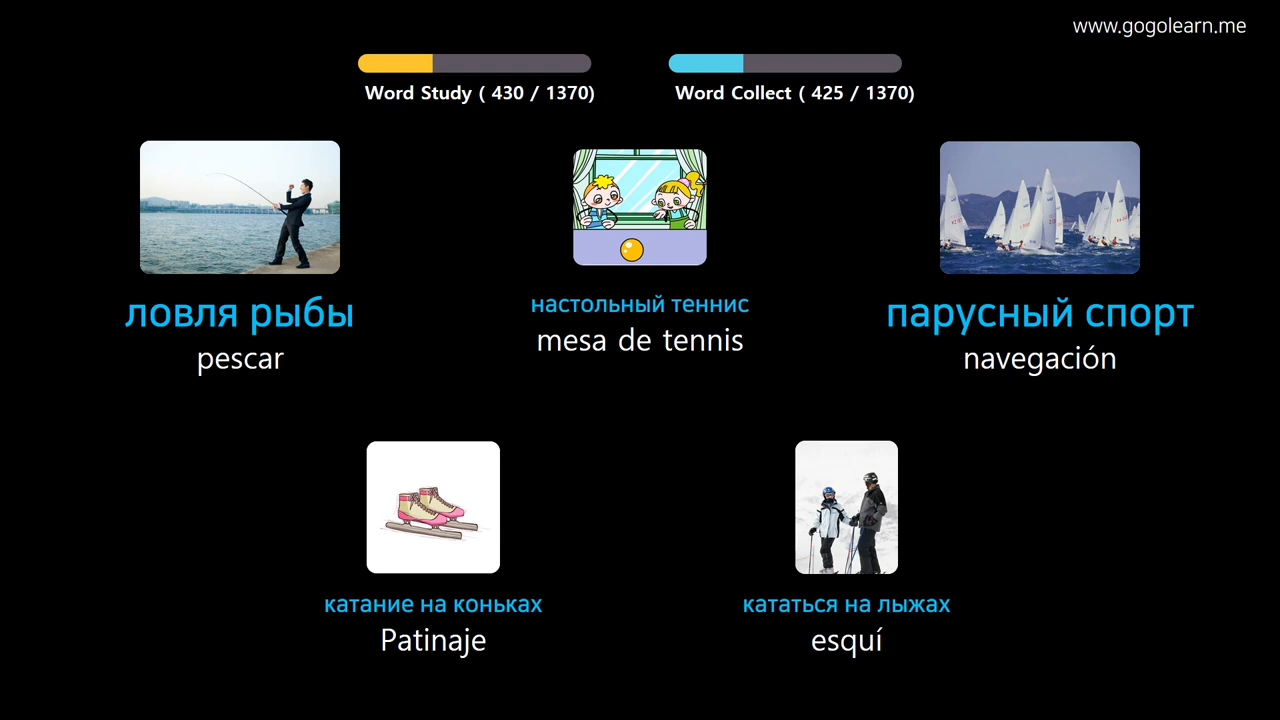 www.gogolearn.me
Word Study ( 430 / 1370)
Word Collect ( 425 / 1370)
ловля рыбы
pescar
настольный теннис
mesa de tennis
парусный спорт
navegación
катание на коньках
Patinaje
кататься на лыжах
esquí